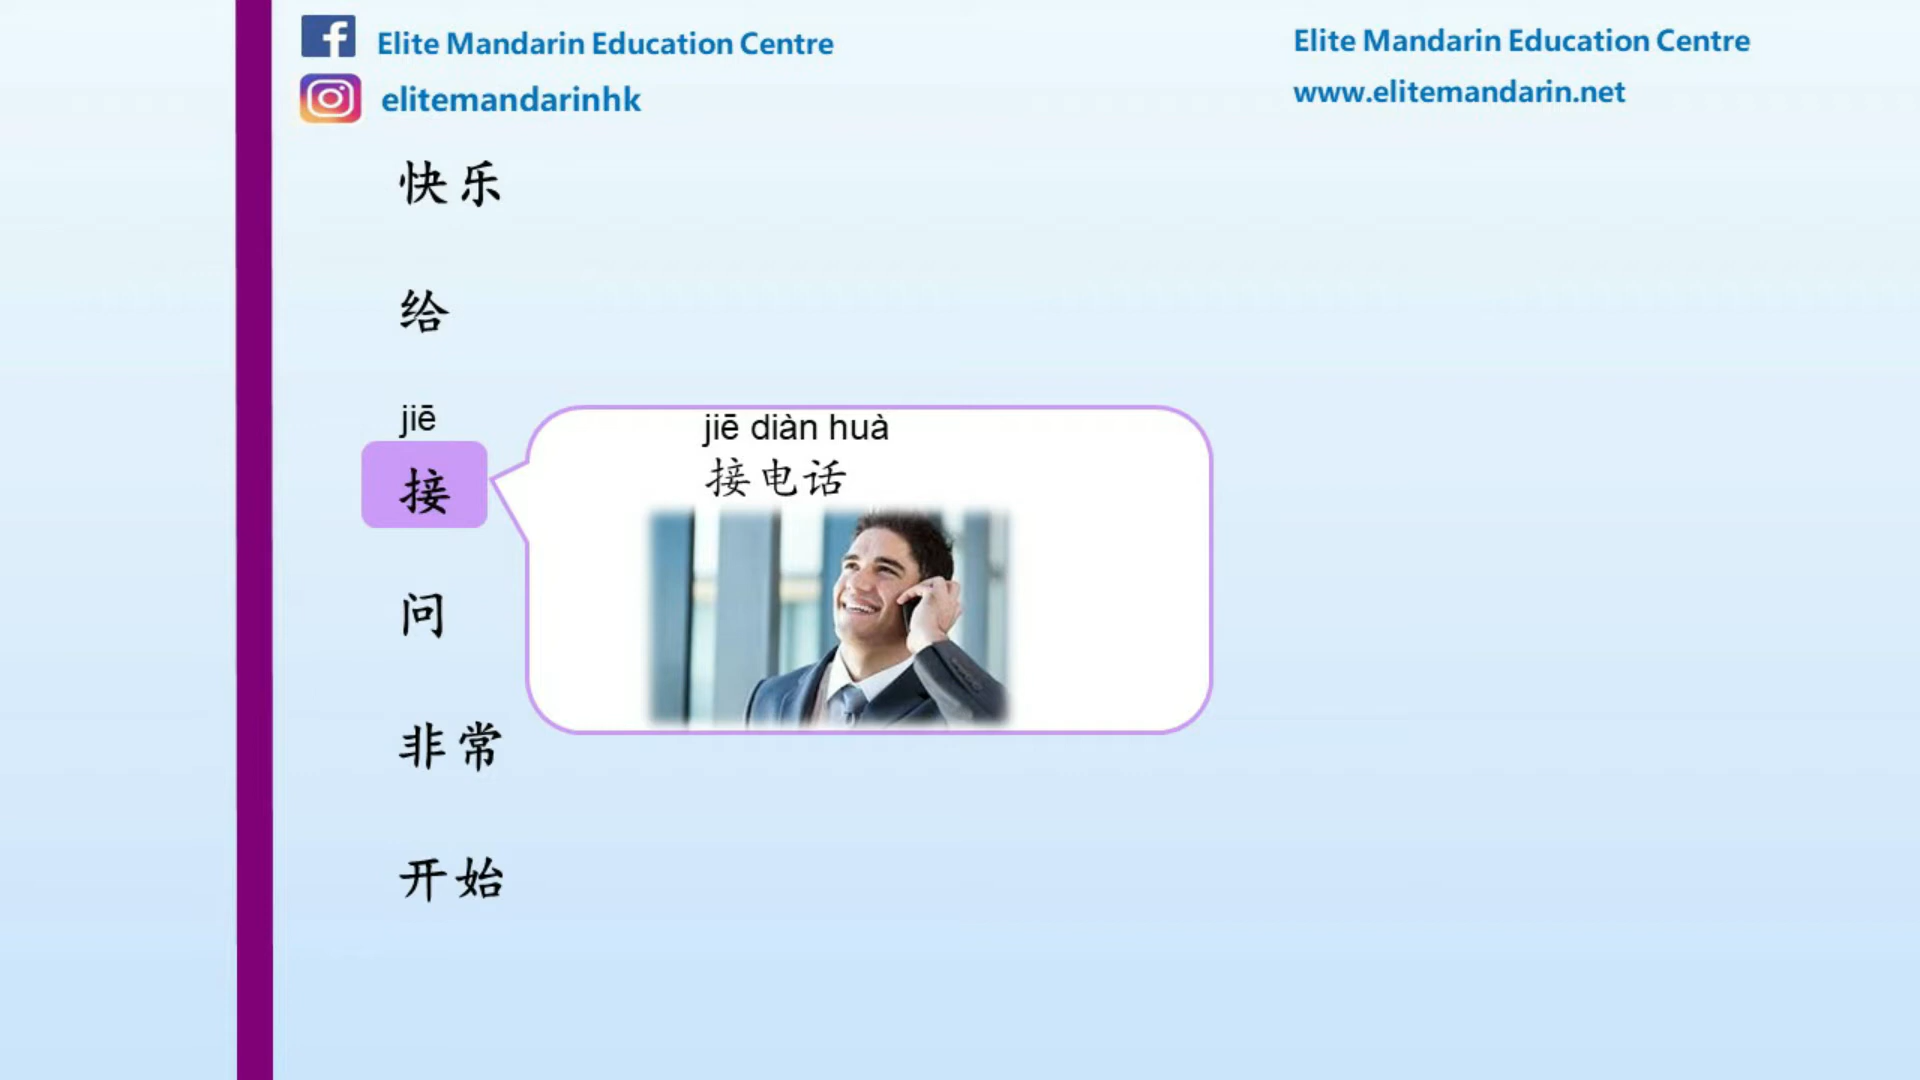 Elite Mandarin Education Centre
elitemandarinhk
Elite Mandarin Education Centre
www.elitemandarin.net
快乐
给
jiē
接
jiē diàn huà
接电话
问
非常
开始